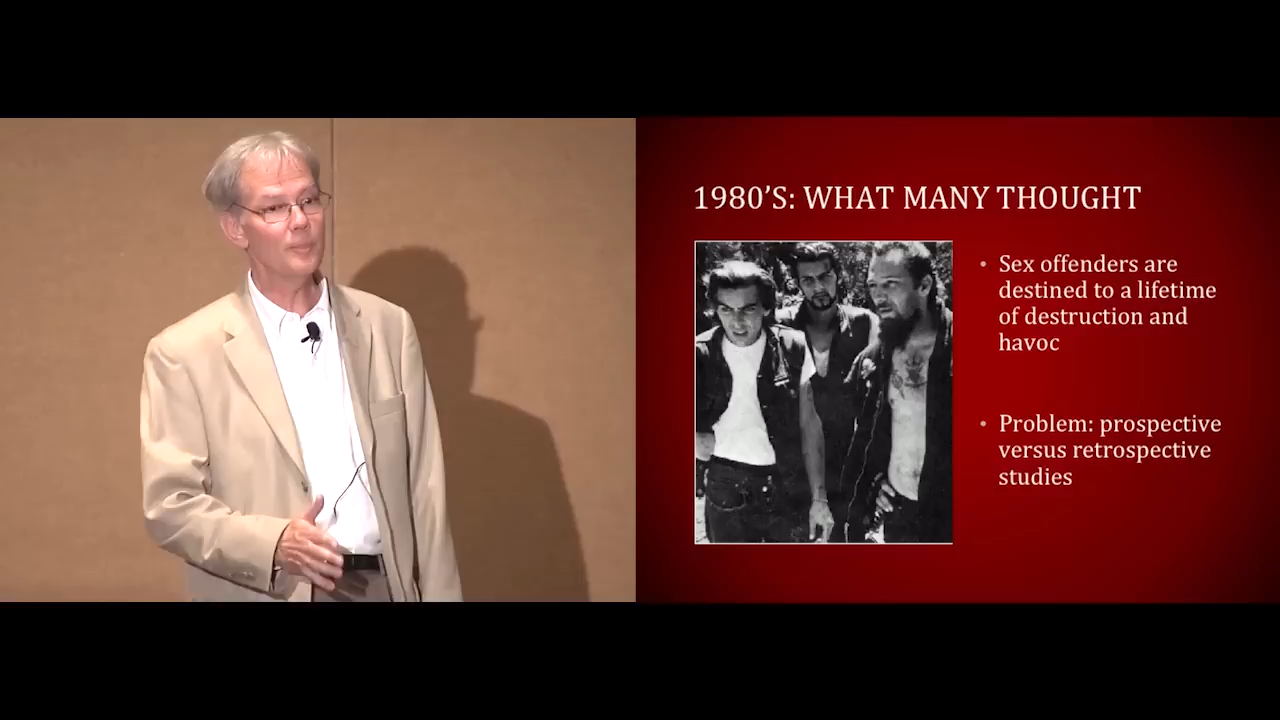 1980’S: WHAT MANY THOUGHT
• Sex offenders are
destined to a lifetime
of destruction and
havoc
• Problem: prospective
versus retrospective
studies